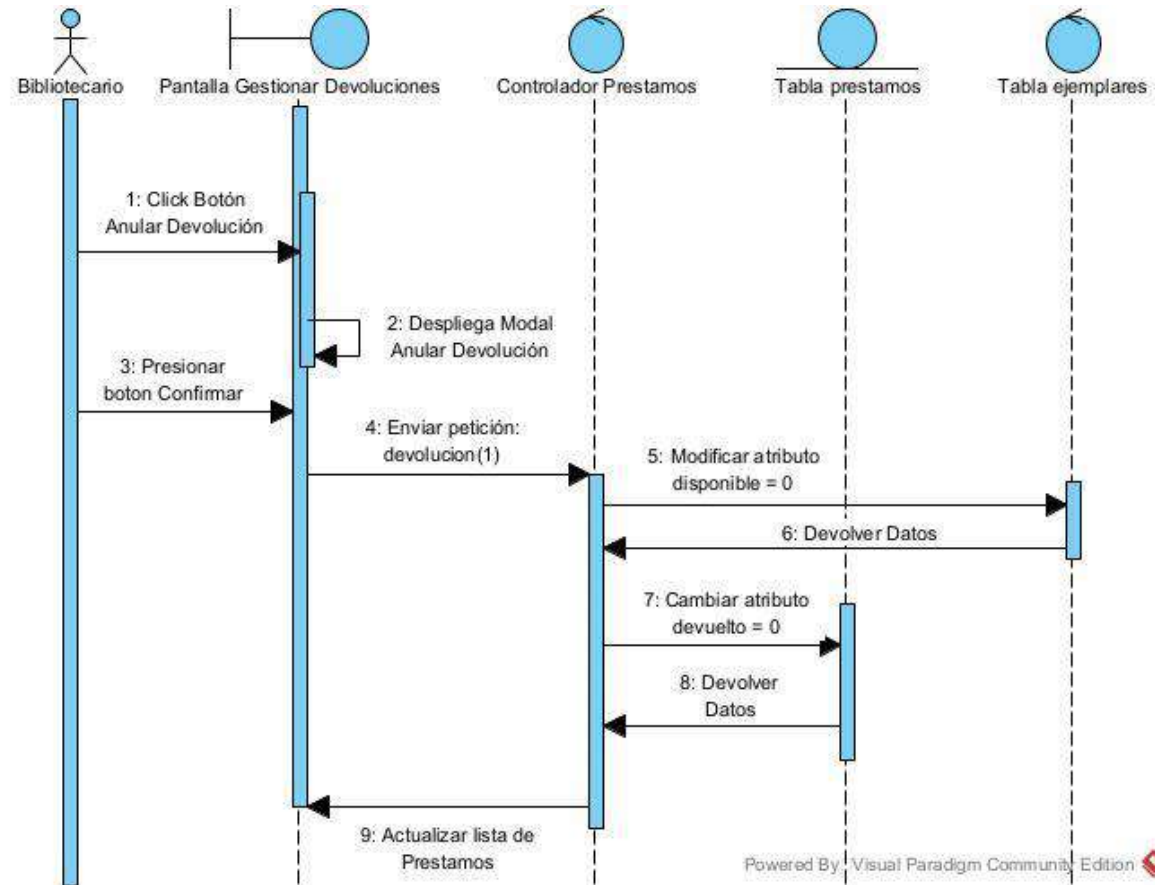 Bibliotecario
Pantalla Gestionar Devoluciones
Controlador Prestamos
Tabla prestamos
Tabla ejemplares
1: Click Botón
Anular Devolución
2: Despliega Modal
Anular Devolución
3: Presionar
boton Confirmar
4: Enviar petición:
devolucion(1)
5: Modificar atributo
disponible = 0
6: Devolver Datos
7: Cambiar atributo
devuelto = 0
8: Devolver
Datos
9: Actualizar lista de
Prestamos
Powered By Visual Paradigm Community Edition